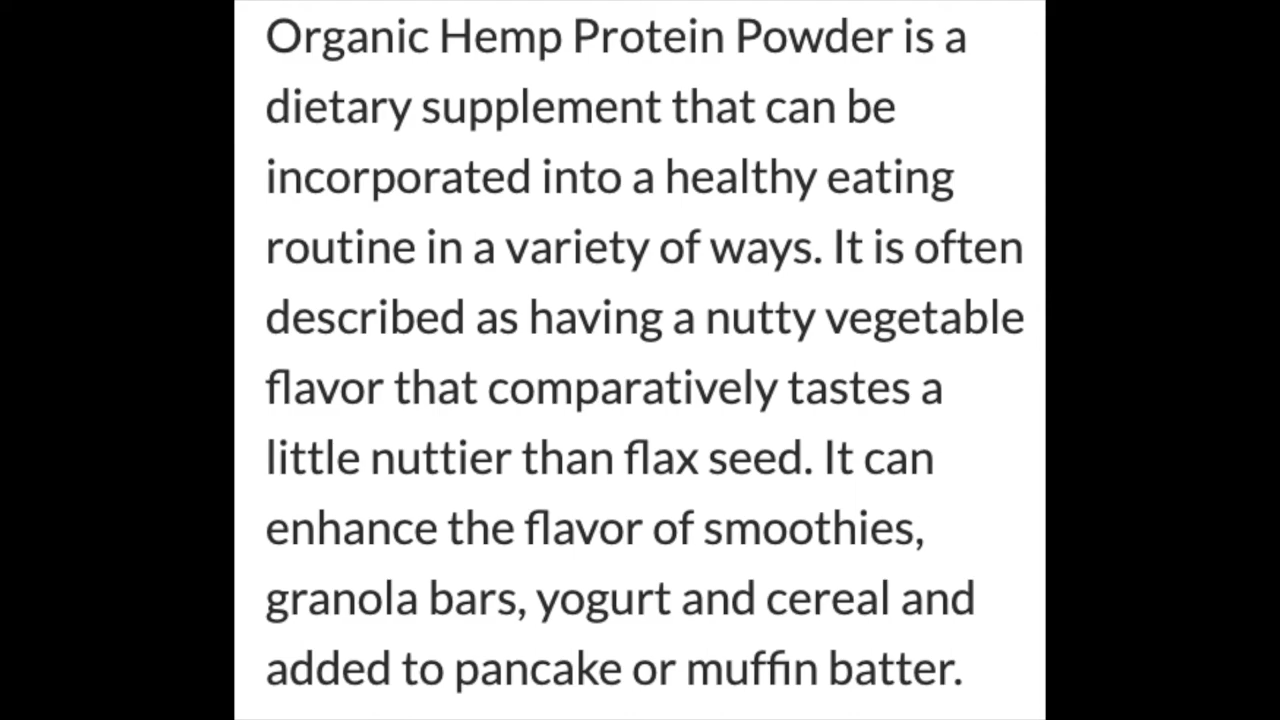 Organic Hemp Protein Powder is a
dietary supplement that can be
incorporated into a healthy eating
routine in a variety of ways. It is often
described as having a nutty vegetable
flavor that comparatively tastes a
little nuttier than flax seed. It can
enhance the flavor of smoothies,
granola bars, yogurt and cereal and
added to pancake or muffin batter.